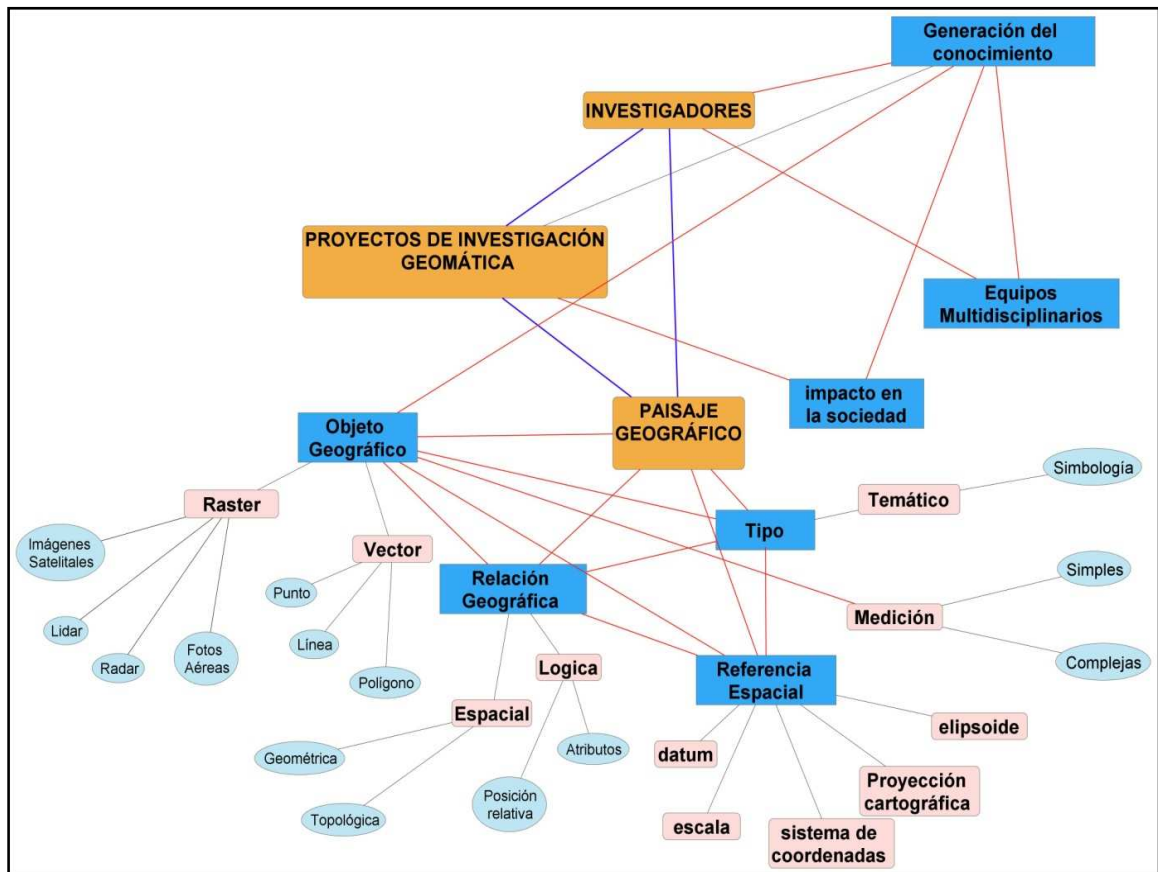 Generación del
conocimiento
INVESTIGADORES
PROYECTOS DE INVESTIGACIÓN
GEOMÁTICA
Equipos
Multidisciplinarios
impacto en
la sociedad
PAISAJE
GEOGRÁFICO
Objeto
Geográfico
Simbología
Temático
Raster
Tipo
Imágenes
Satelitales
Vector
Simples
Relación
Geográfica
Punto
Medición
Lidar
Línea
Fotos
Aéreas
Radar
Polígono
Logica
Referencia
Espacial
Complejas
Espacial
elipsoide
Geométrica
Atributos
datum
Proyección
cartográfica
Posición
relativa
Topológica
escala
sistema de
coordenadas